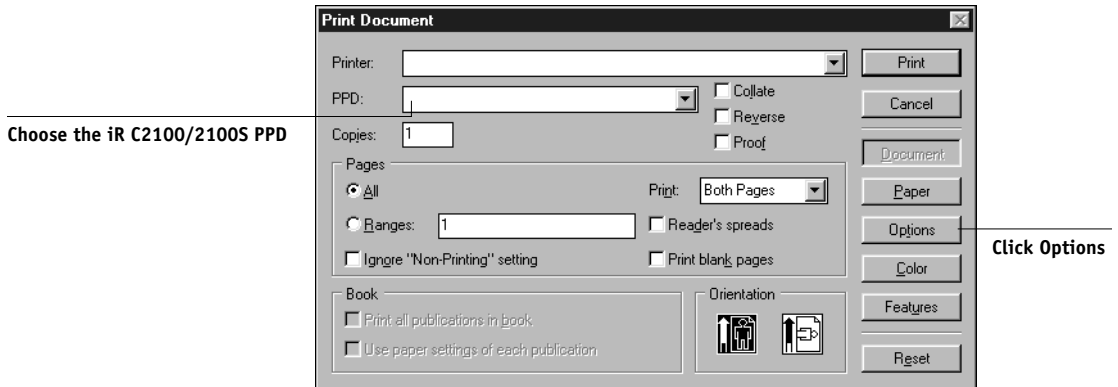 Print Document
Printer:
Print
PPD:
Collate
Cancel
Reverse
Choose the iR C2100/2100S PPD
Copies:
1
Proof
Document
Pages
All
Print:
Both Pages
Paper
Ranges:
1
Reader's spreads
Options
Click Options
Ignore "Non-Printing" setting
Print blank pages
Color
Book
Orientation
Features
Print all publications in book
Use paper settings of each publication
Reset